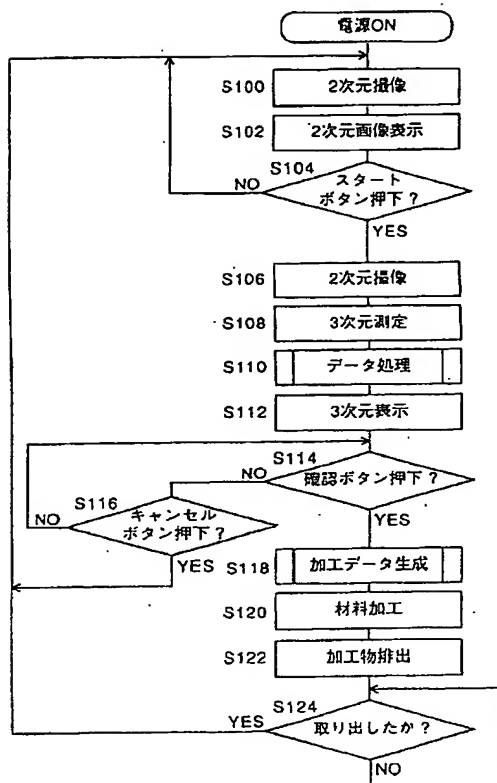 電源ON
S100
2次元撮像
S102
2次元画像表示
S104
NO
スタート
ボタン押下？
YES
S106
2次元撮像
S108
3次元測定
S110
データ処理
S112
3次元表示
S114
NO
確認ボタン押下？
YES
S116
NO
キャンセル
ボタン押下？
YES
S118
加工データ生成
S120
材料加工
S122
加工物排出
S124
YES
取り出したか？
NO